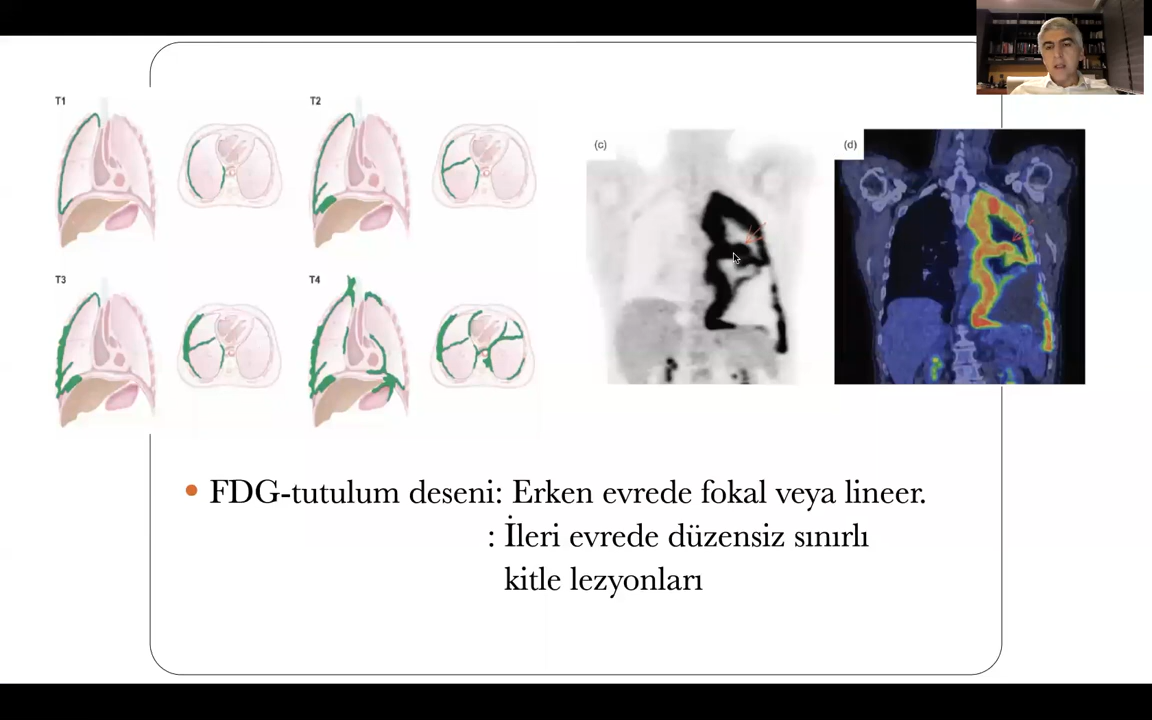 T1
T2
(c)
(d)
T3
T4
FDG-tutulum deseni: Erken evrede fokal veya lineer.
: İleri evrede düzensiz sınırlı
kitle lezyonları